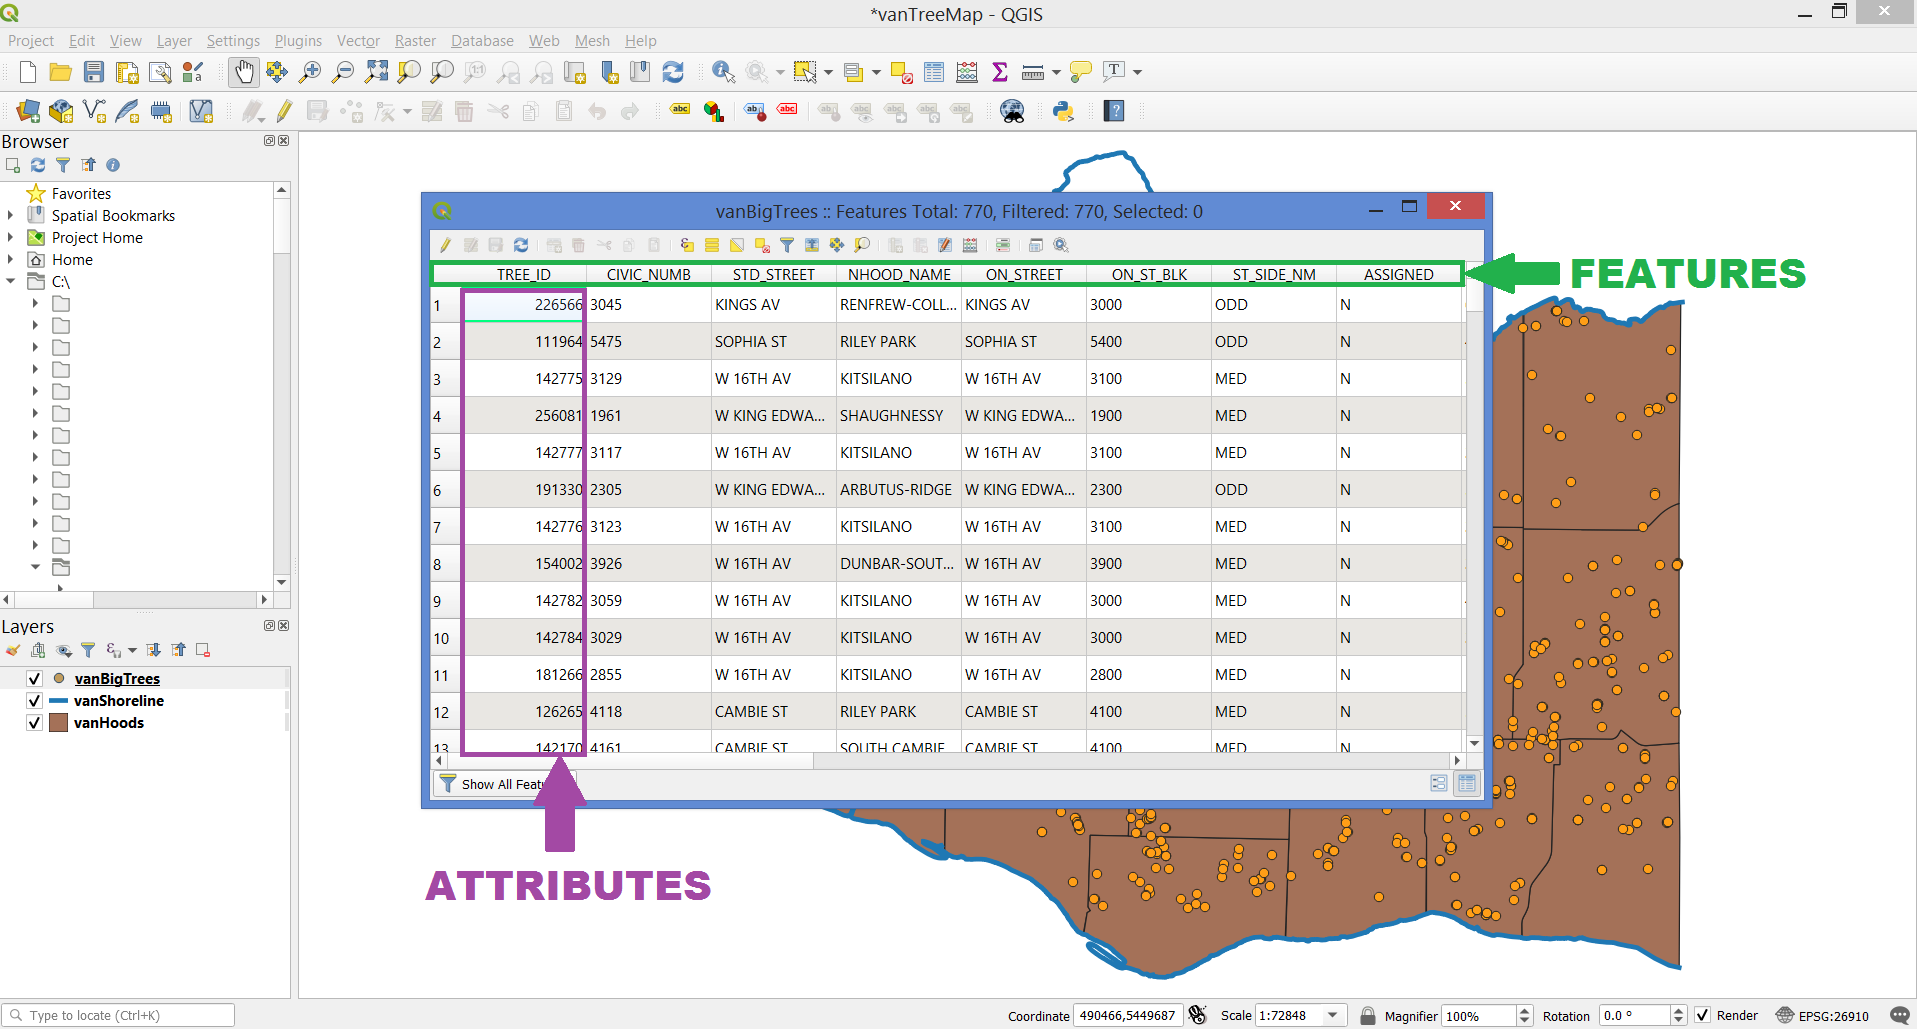 *vanTreeMap - QGIS
Project Edit View Layer Settings Plugins Vector Raster Database Web Mesh Help
Browser
Favorites
Spatial Bookmarks
Project Home
Home
C:\
Layers
vanBigTrees
vanShoreline
vanHoods
vanBigTrees :: Features Total: 770, Filtered: 770, Selected: 0
TREE_ID CIVIC_NUMB STD_STREET NHOOD_NAME ON_STREET ON_ST_BLK ST_SIDE_NM ASSIGNED
1 226566 3045 KINGS AV RENFREW-COLL... KINGS AV 3000 ODD N
2 111964 5475 SOPHIA ST RILEY PARK SOPHIA ST 5400 ODD N
3 142775 3129 W 16TH AV KITSILANO W 16TH AV 3100 MED N
4 256081 1961 W KING EDWA... SHAUGHNESSY W KING EDWA... 1900 MED N
5 142777 3117 W 16TH AV KITSILANO W 16TH AV 3100 MED N
6 191330 2305 W KING EDWA... ARBUTUS-RIDGE W KING EDWA... 2300 ODD N
7 142776 3123 W 16TH AV KITSILANO W 16TH AV 3100 MED N
8 154002 3926 W 16TH AV DUNBAR-SOUT... W 16TH AV 3900 MED N
9 142782 3059 W 16TH AV KITSILANO W 16TH AV 3000 MED N
10 142784 3029 W 16TH AV KITSILANO W 16TH AV 3000 MED N
11 181266 2855 W 16TH AV KITSILANO W 16TH AV 2800 MED N
12 126265 4118 CAMBIE ST RILEY PARK CAMBIE ST 4100 MED N
13 142170 4161 CAMBIE ST SOUTH CAMBIE CAMBIE ST 4100 MED N
Show All Featu
FEATURES
ATTRIBUTES
Type to locate (Ctrl+K)
Coordinate 490466,5449687 Scale 1:72848 Magnifier 100% Rotation 0.0 ° Render EPSG:26910